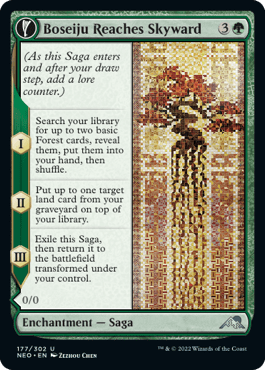 Boseiju Reaches Skyward 3
(As this Saga enters
and after your draw
step, add a lore
counter.)
I
Search your library
for up to two basic
Forest cards, reveal
them, put them into
your hand, then
shuffle.
II
Put up to one target
land card from your
graveyard on top of
your library.
III
Exile this Saga,
then return it to
the battlefield
transformed under
your control.
0/0
Enchantment — Saga
177/302 U
NEO • EN Zezhou Chen
™ & © 2022 Wizards of the Coast